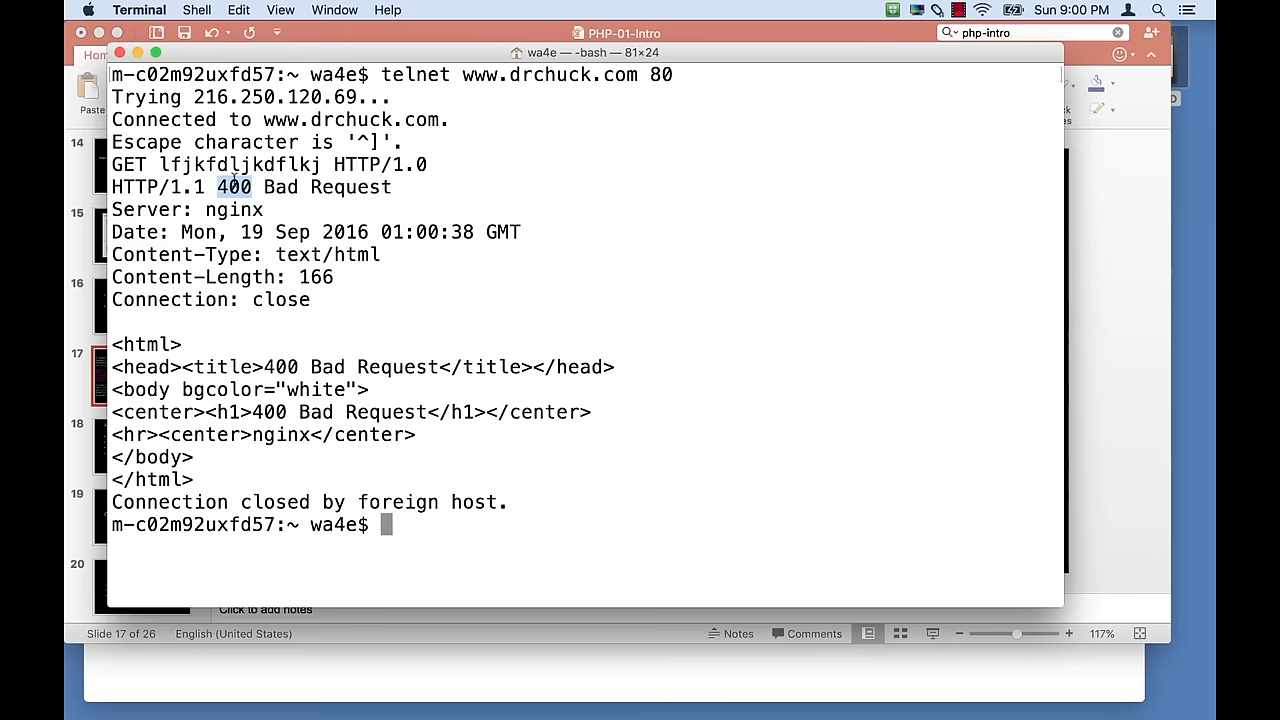 Terminal Shell Edit View Window Help Sun 9:00 PM
PHP-01-Intro
php-intro
Hom
wa4e — -bash — 81×24
Paste
m-c02m92uxfd57:~ wa4e$ telnet www.drchuck.com 80
Trying 216.250.120.69...
Connected to www.drchuck.com.
Escape character is '^]'.
GET lfjkfdljkdflkj HTTP/1.0
HTTP/1.1 400 Bad Request
Server: nginx
Date: Mon, 19 Sep 2016 01:00:38 GMT
Content-Type: text/html
Content-Length: 166
Connection: close
<html>
<head><title>400 Bad Request</title></head>
<body bgcolor="white">
<center><h1>400 Bad Request</h1></center>
<hr><center>nginx</center>
</body>
</html>
Connection closed by foreign host.
m-c02m92uxfd57:~ wa4e$
14
15
16
17
18
19
20
Click to add notes
Slide 17 of 26 English (United States) Notes Comments 117%